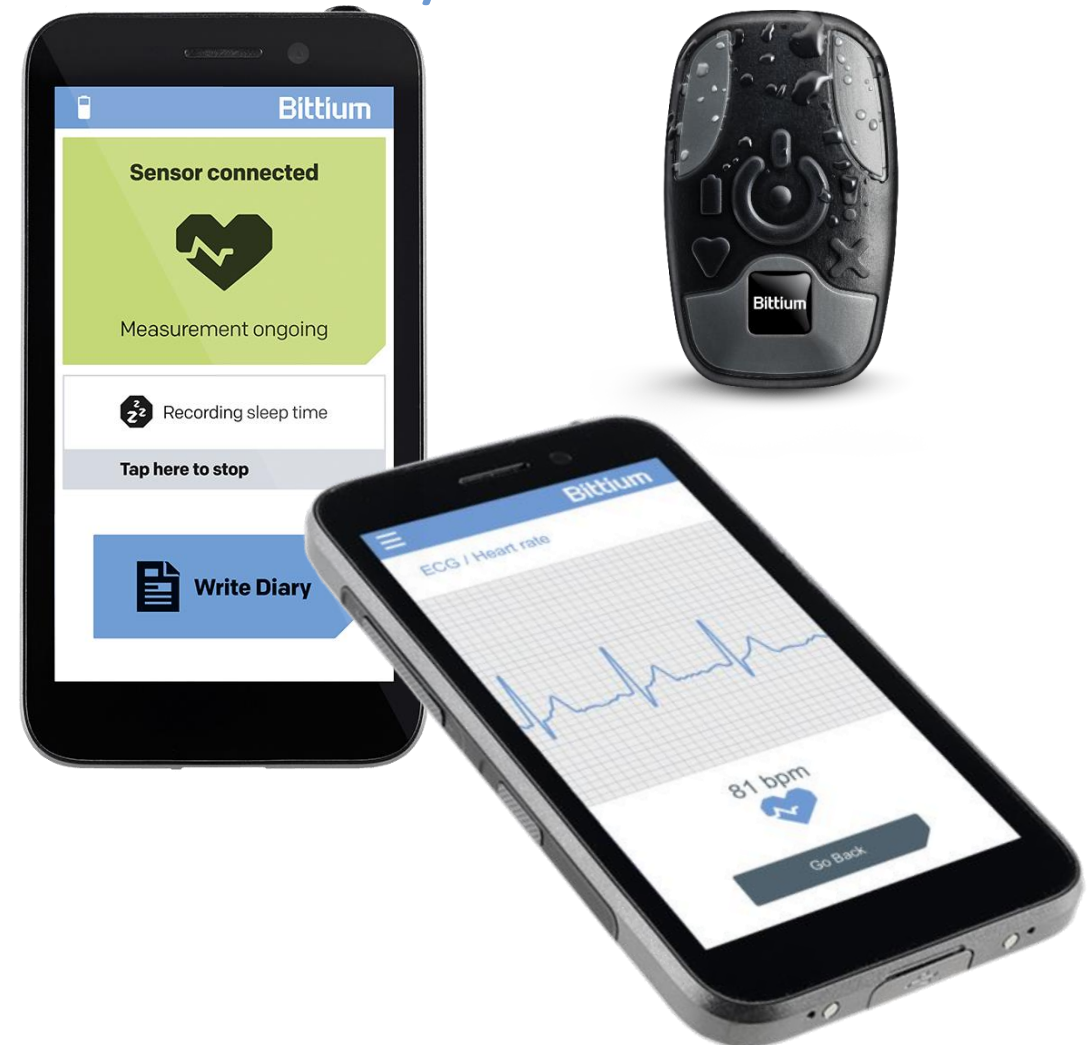 Bittium
Sensor connected
Measurement ongoing
zzz
Recording sleep time
Tap here to stop
Write Diary
Bittium
Bittium
ECG / Heart rate
81 bpm
Go Back